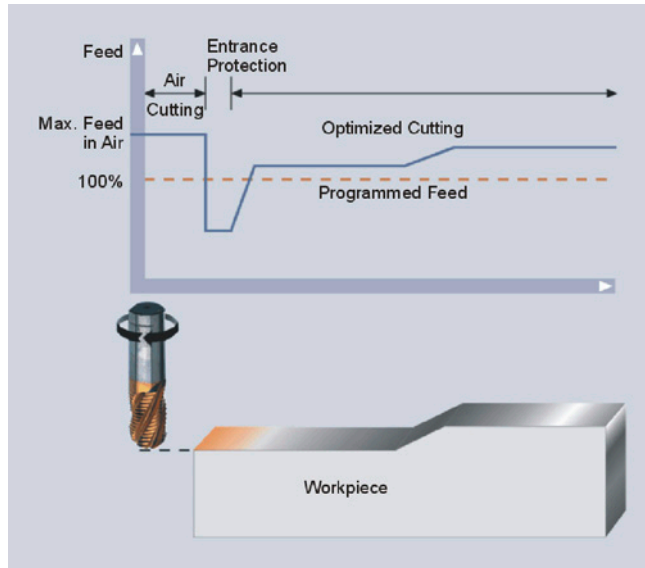 Feed
Entrance
Protection
Air
Cutting
Max. Feed
in Air
Optimized Cutting
100%
Programmed Feed
Workpiece